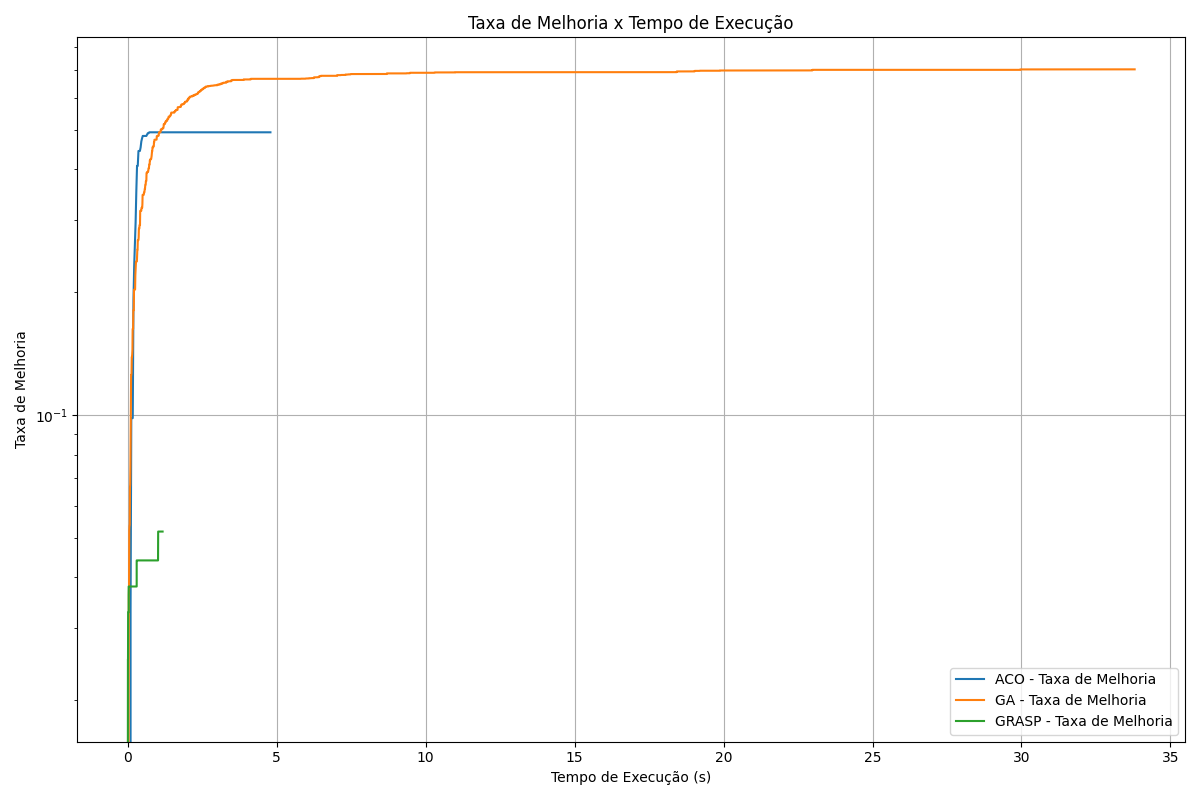 Taxa de Melhoria x Tempo de Execução
Taxa de Melhoria
10⁻¹
0 5 10 15 20 25 30 35
Tempo de Execução (s)
ACO - Taxa de Melhoria
GA - Taxa de Melhoria
GRASP - Taxa de Melhoria